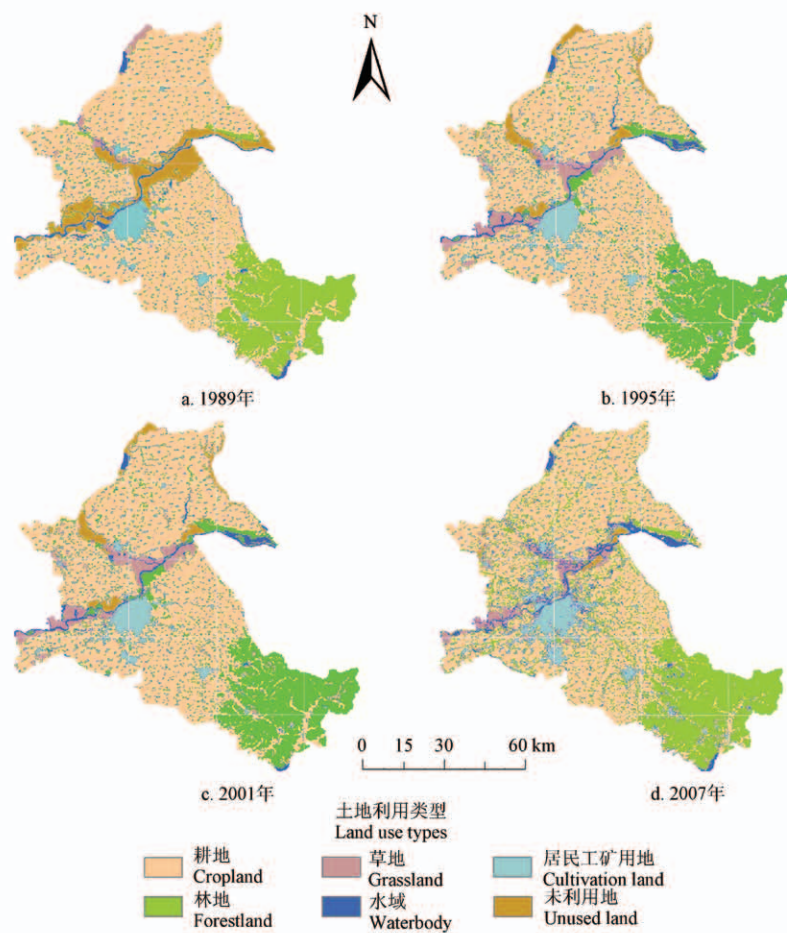 N
a. 1989年
b. 1995年
0 15 30 60 km
c. 2001年
d. 2007年
土地利用类型
Land use types
耕地
Cropland
草地
Grassland
居民工矿用地
Cultivation land
林地
Forestland
水域
Waterbody
未利用地
Unused land